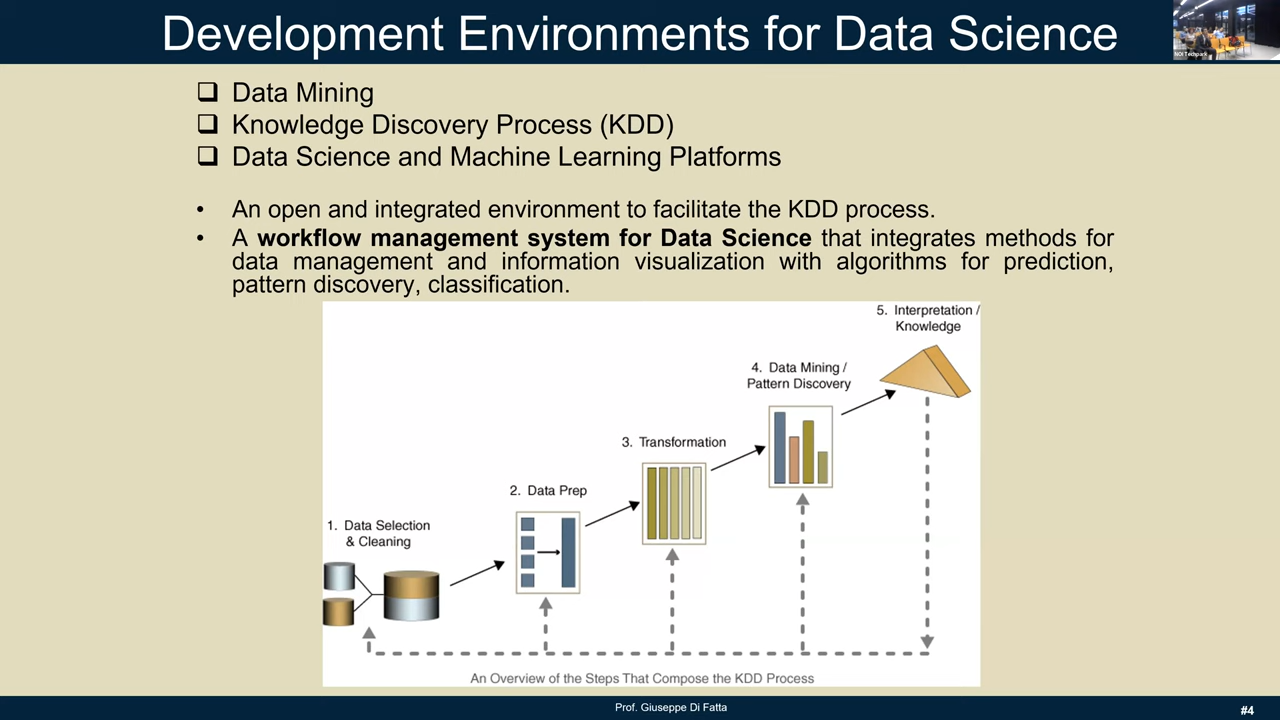 Development Environments for Data Science
NOI Techpark
Data Mining
Knowledge Discovery Process (KDD)
Data Science and Machine Learning Platforms
• An open and integrated environment to facilitate the KDD process.
• A workflow management system for Data Science that integrates methods for
data management and information visualization with algorithms for prediction,
pattern discovery, classification.
5. Interpretation /
Knowledge
4. Data Mining /
Pattern Discovery
3. Transformation
2. Data Prep
1. Data Selection
& Cleaning
An Overview of the Steps That Compose the KDD Process
Prof. Giuseppe Di Fatta
#4